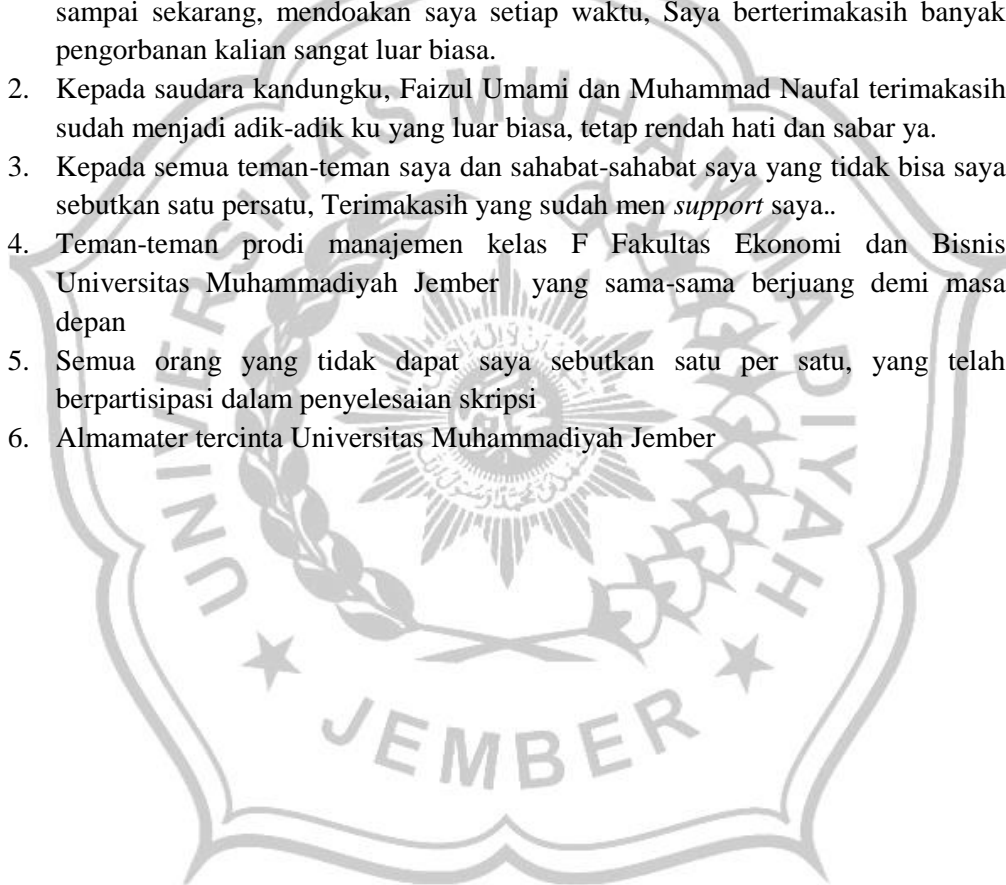 sampai sekarang, mendoakan saya setiap waktu, Saya berterimakasih banyak
pengorbanan kalian sangat luar biasa.
2. Kepada saudara kandungku, Faizul Umami dan Muhammad Naufal terimakasih
sudah menjadi adik-adik ku yang luar biasa, tetap rendah hati dan sabar ya.
3. Kepada semua teman-teman saya dan sahabat-sahabat saya yang tidak bisa saya
sebutkan satu persatu, Terimakasih yang sudah men support saya..
4. Teman-teman prodi manajemen kelas F Fakultas Ekonomi dan Bisnis
Universitas Muhammadiyah Jember yang sama-sama berjuang demi masa
depan
5. Semua orang yang tidak dapat saya sebutkan satu per satu, yang telah
berpartisipasi dalam penyelesaian skripsi
6. Almamater tercinta Universitas Muhammadiyah Jember
UNIVERSITAS MUHAMMADIYAH
JEMBER